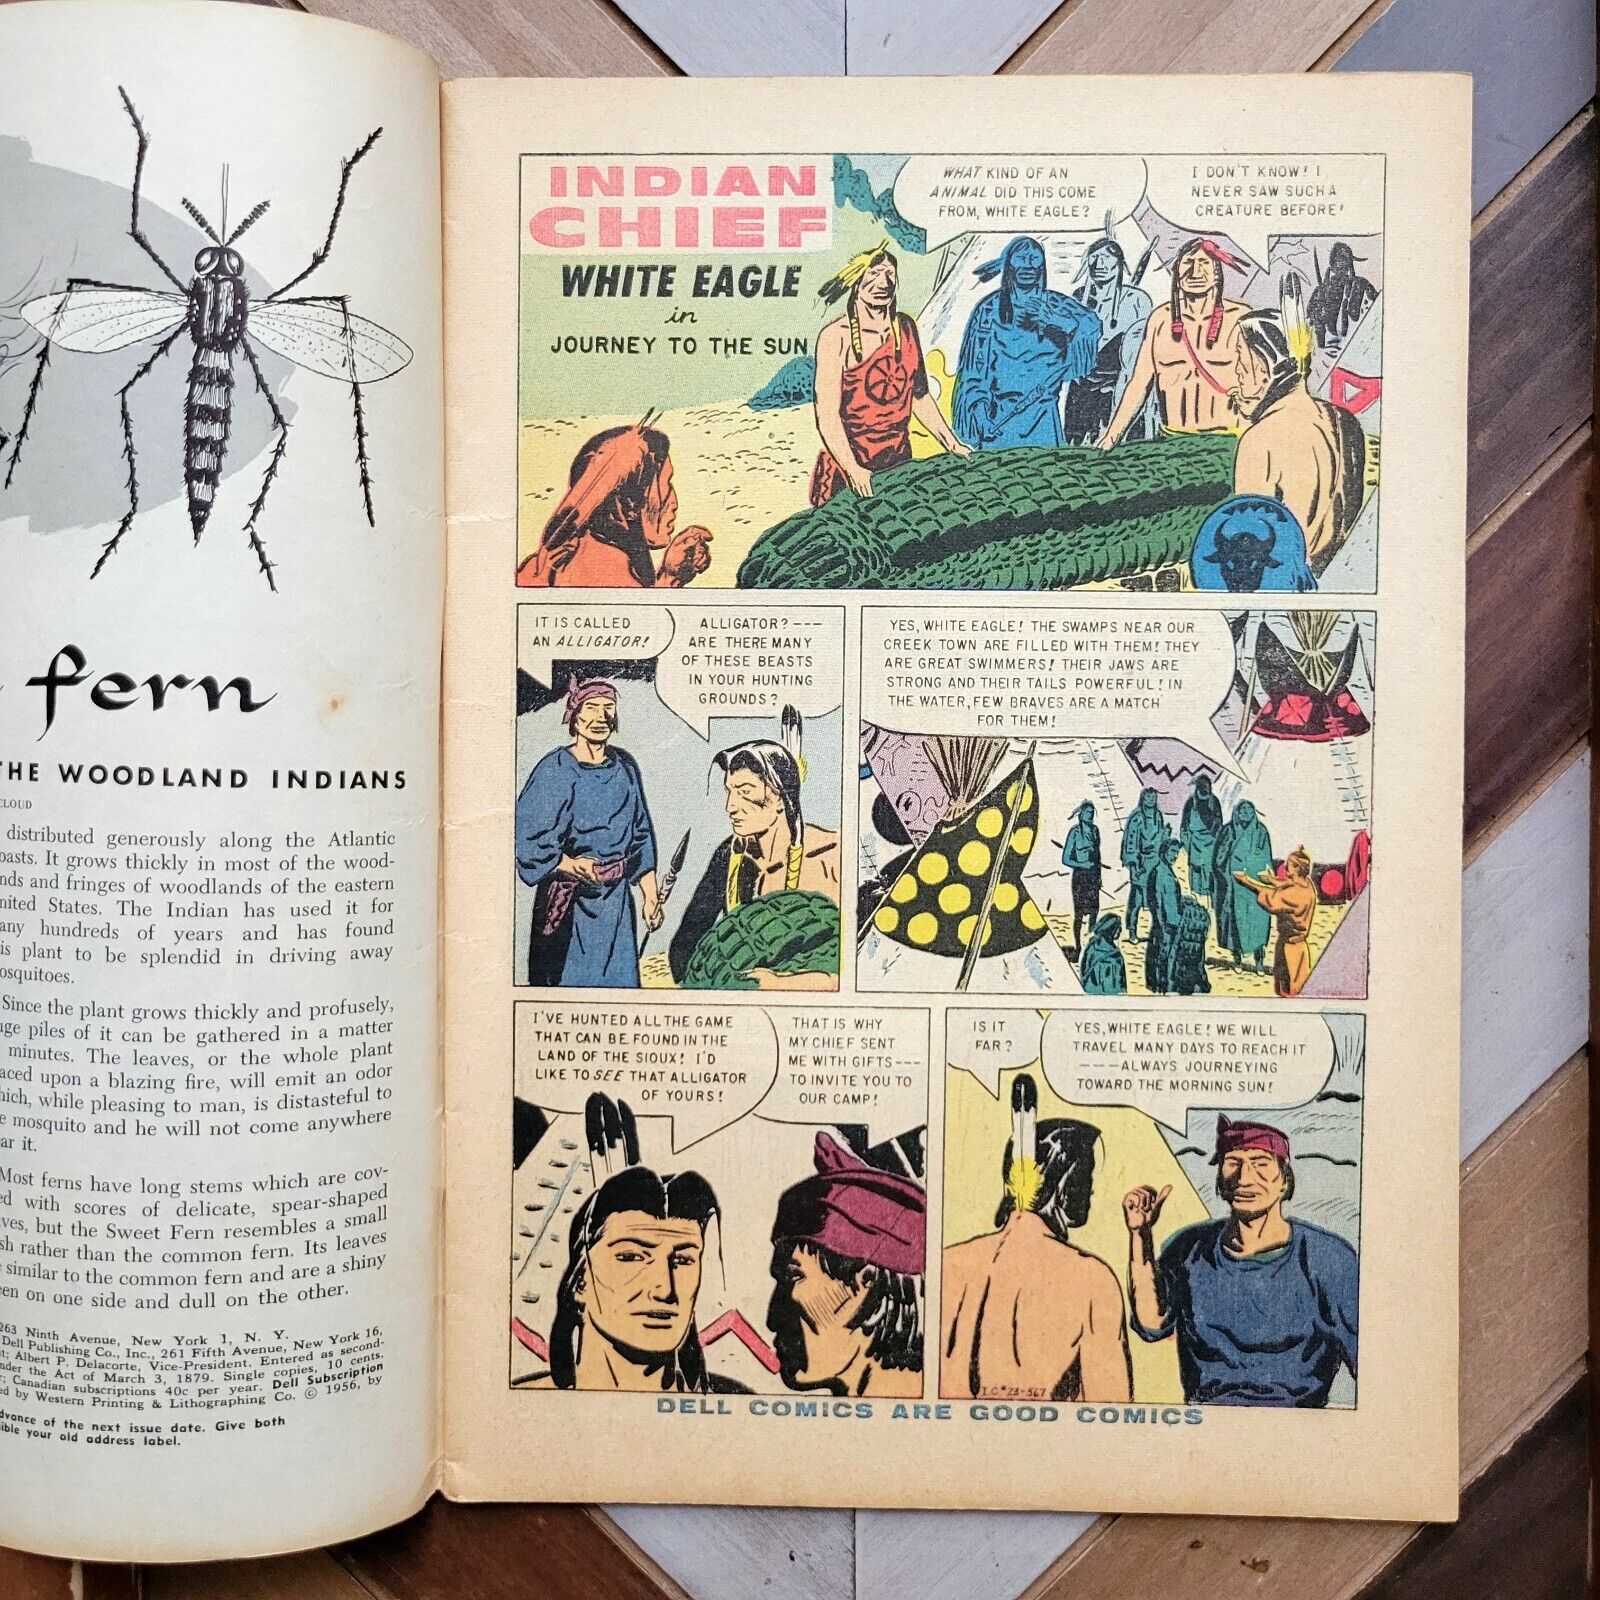 fern
THE WOODLAND INDIANS
CLOUD
distributed generously along the Atlantic
It grows thickly in most of the wood-
and fringes of woodlands of the eastern
States. The Indian has used it for
hundreds of years and has found
plant to be splendid in driving away
Since the plant grows thickly and profusely,
piles of it can be gathered in a matter
minutes. The leaves, or the whole plant
upon a blazing fire, will emit an odor
which, while pleasing to man, is distasteful to
mosquito and he will not come anywhere
it.
Most ferns have long stems which are cov-
with scores of delicate, spear-shaped
but the Sweet Fern resembles a small
rather than the common fern. Its leaves
similar to the common fern and are a shiny
on one side and dull on the other.
263 Ninth Avenue, New York 1, N. Y.
Dell Publishing Co., Inc., 261 Fifth Avenue, New York 16,
Albert P. Delacorte, Vice-President. Entered as second-
the Act of March 3, 1879. Single copies, 10 cents.
Canadian subscriptions 40c per year. Dell Subscription
by Western Printing & Lithographing Co. © 1956, by
of the next issue date. Give both
your old address label.
INDIAN
CHIEF
WHITE EAGLE
in
JOURNEY TO THE SUN
WHAT KIND OF AN
ANIMAL DID THIS COME
FROM, WHITE EAGLE?
I DON'T KNOW! I
NEVER SAW SUCH A
CREATURE BEFORE!
IT IS CALLED
AN ALLIGATOR!
ALLIGATOR?---
ARE THERE MANY
OF THESE BEASTS
IN YOUR HUNTING
GROUNDS?
YES, WHITE EAGLE! THE SWAMPS NEAR OUR
CREEK TOWN ARE FILLED WITH THEM! THEY
ARE GREAT SWIMMERS! THEIR JAWS ARE
STRONG AND THEIR TAILS POWERFUL! IN
THE WATER, FEW BRAVES ARE A MATCH
FOR THEM!
I'VE HUNTED ALL THE GAME
THAT CAN BE FOUND IN THE
LAND OF THE SIOUX! I'D
LIKE TO SEE THAT ALLIGATOR
OF YOURS!
THAT IS WHY
MY CHIEF SENT
ME WITH GIFTS---
TO INVITE YOU TO
OUR CAMP!
IS IT
FAR?
YES, WHITE EAGLE! WE WILL
TRAVEL MANY DAYS TO REACH IT
---ALWAYS JOURNEYING
TOWARD THE MORNING SUN!
I.C.#23-567
DELL COMICS ARE GOOD COMICS